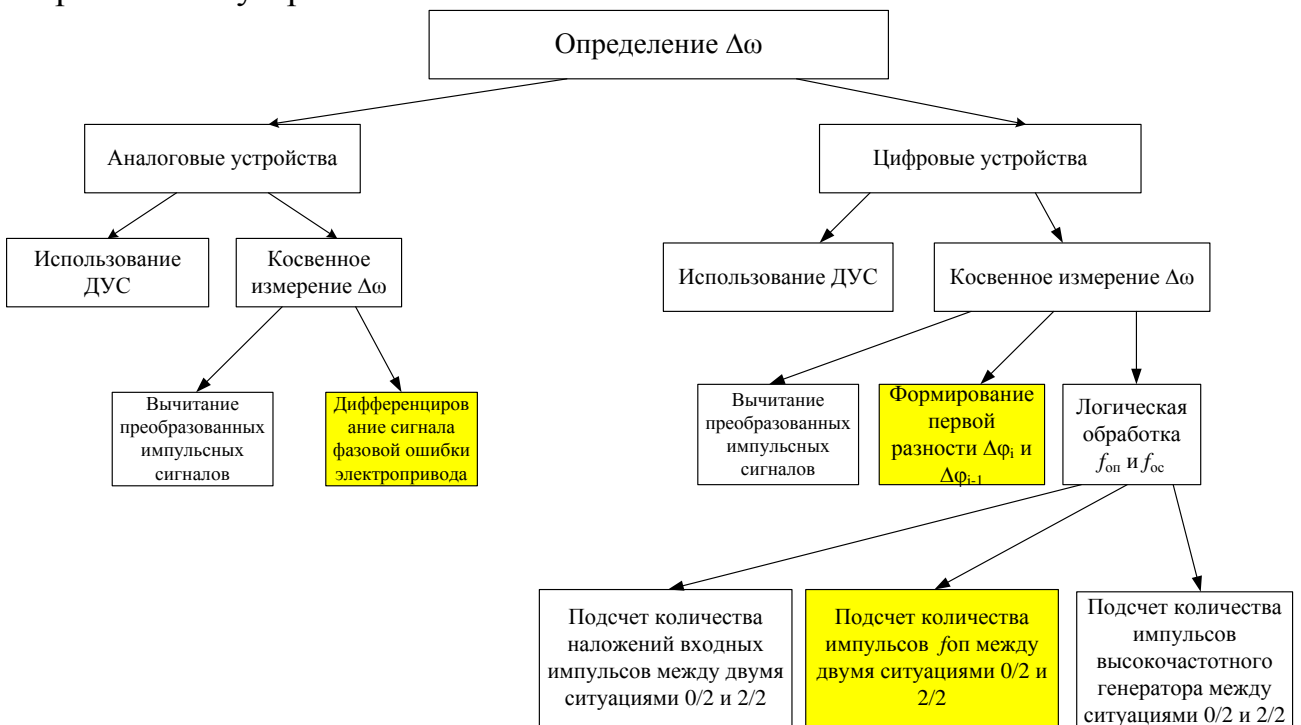 Определение Δω
Аналоговые устройства
Цифровые устройства
Использование
ДУС
Косвенное
измерение Δω
Использование ДУС
Косвенное измерение Δω
Вычитание
преобразованных
импульсных
сигналов
Дифференциров
ание сигнала
фазовой ошибки
электропривода
Вычитание
преобразованных
импульсных
сигналов
Формирование
первой
разности Δφi и
Δφi-1
Логическая
обработка
fоп и fос
Подсчет количества
наложений входных
импульсов между двумя
ситуациями 0/2 и 2/2
Подсчет количества
импульсов fоп между
двумя ситуациями 0/2 и
2/2
Подсчет количества
импульсов
высокочастотного
генератора между
ситуациями 0/2 и 2/2